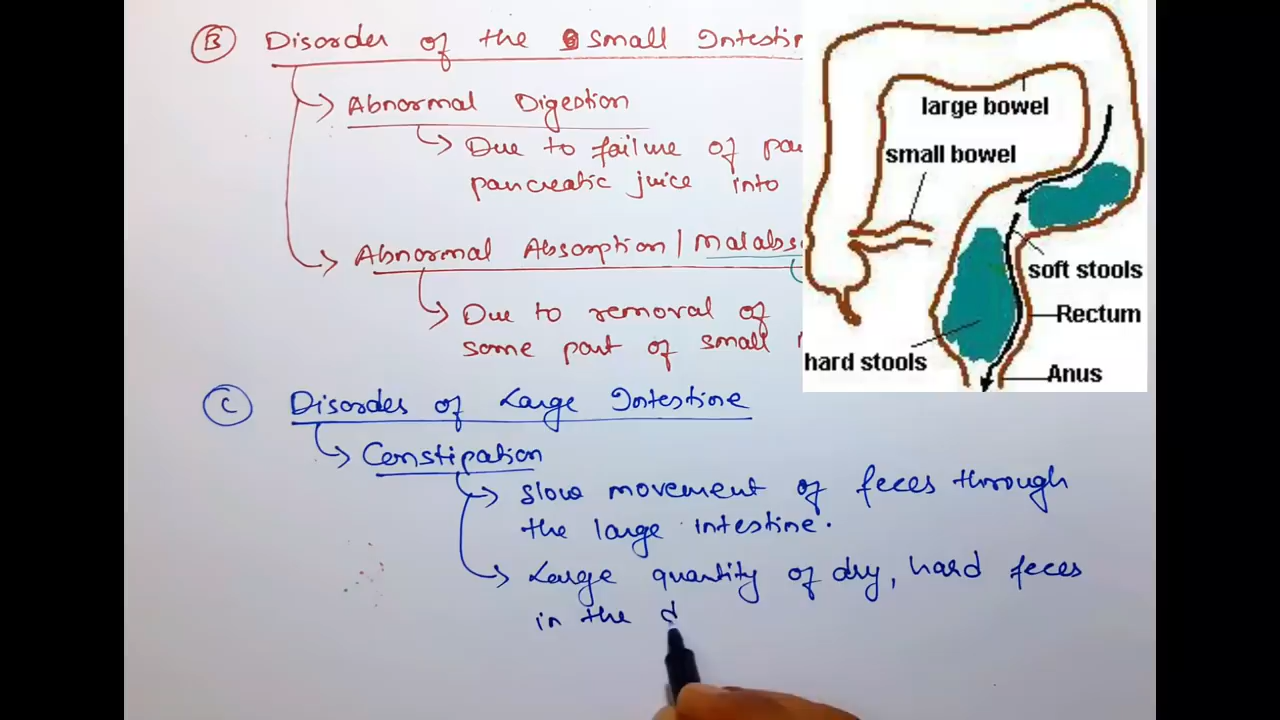 B Disorder of the Small Intestin
Abnormal Digestion
Due to failure of pan
pancreatic juice into
Abnormal Absorption / Malabs
Due to removal of
some part of small
C Disordes of Large Intestine
Constipation
Slow movement of feces through
the large intestine.
Large quantity of dry, hard feces
in the d
large bowel
small bowel
soft stools
Rectum
hard stools
Anus